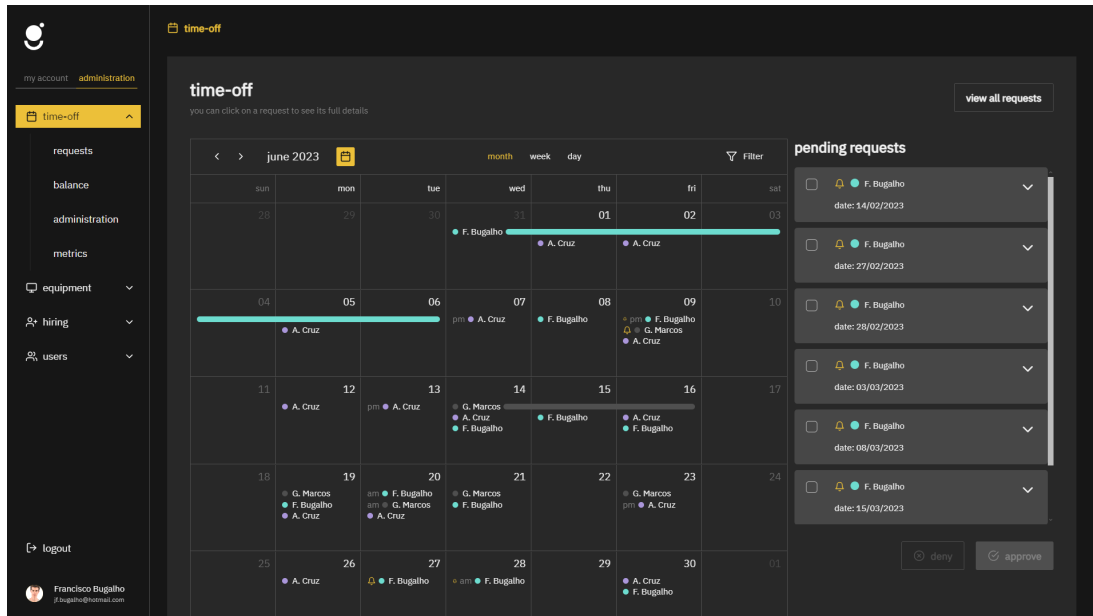 time-off
my account administration
time-off
requests
balance
administration
metrics
equipment
hiring
users
logout
Francisco Bugalho
jf.bugalho@hotmail.com
time-off
you can click on a request to see its full details
view all requests
june 2023
month week day
Filter
sun mon tue wed thu fri sat
28 29 30 31 01 02 03
F. Bugalho
A. Cruz A. Cruz
04 05 06 07 08 09 10
pm A. Cruz F. Bugalho pm F. Bugalho
A. Cruz G. Marcos
A. Cruz
11 12 13 14 15 16 17
A. Cruz pm A. Cruz G. Marcos
A. Cruz F. Bugalho A. Cruz
F. Bugalho F. Bugalho
18 19 20 21 22 23 24
G. Marcos am F. Bugalho G. Marcos G. Marcos
F. Bugalho am G. Marcos F. Bugalho pm A. Cruz
A. Cruz A. Cruz
25 26 27 28 29 30 01
A. Cruz F. Bugalho am F. Bugalho A. Cruz
F. Bugalho
pending requests
F. Bugalho
date: 14/02/2023
F. Bugalho
date: 27/02/2023
F. Bugalho
date: 28/02/2023
F. Bugalho
date: 03/03/2023
F. Bugalho
date: 08/03/2023
F. Bugalho
date: 15/03/2023
deny approve